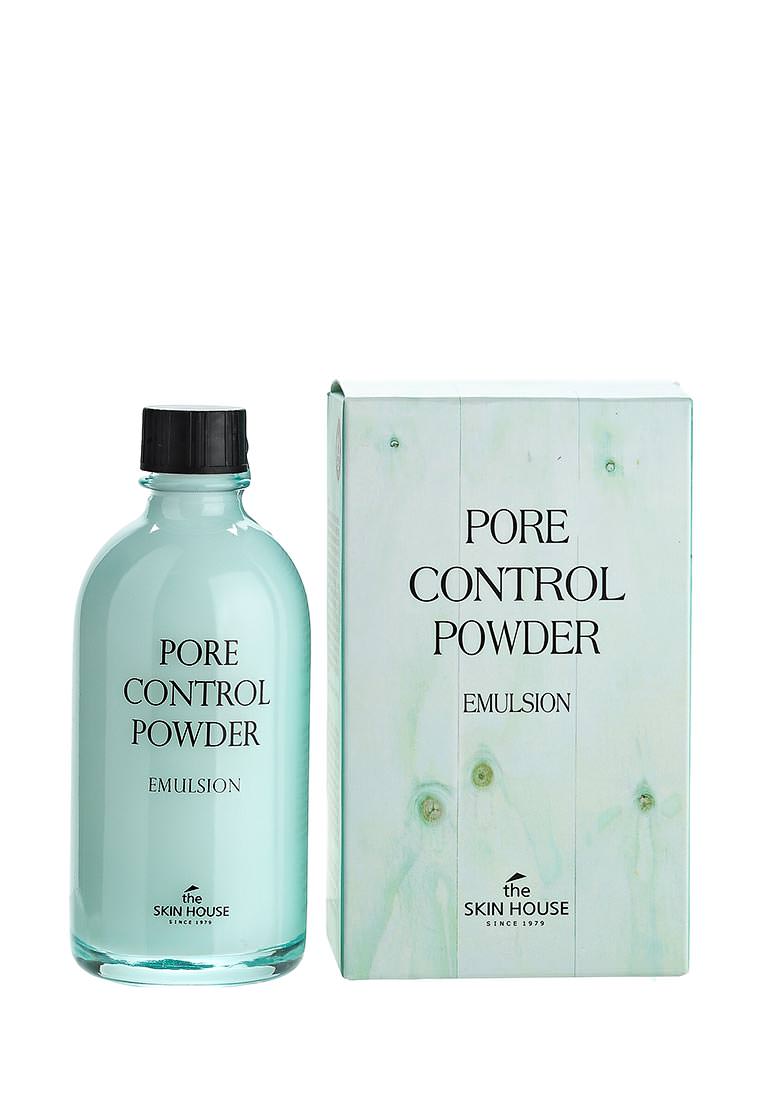 PORE
CONTROL
POWDER
EMULSION
the
SKIN HOUSE
SINCE 1979
PORE
CONTROL
POWDER
EMULSION
the
SKIN HOUSE
SINCE 1979